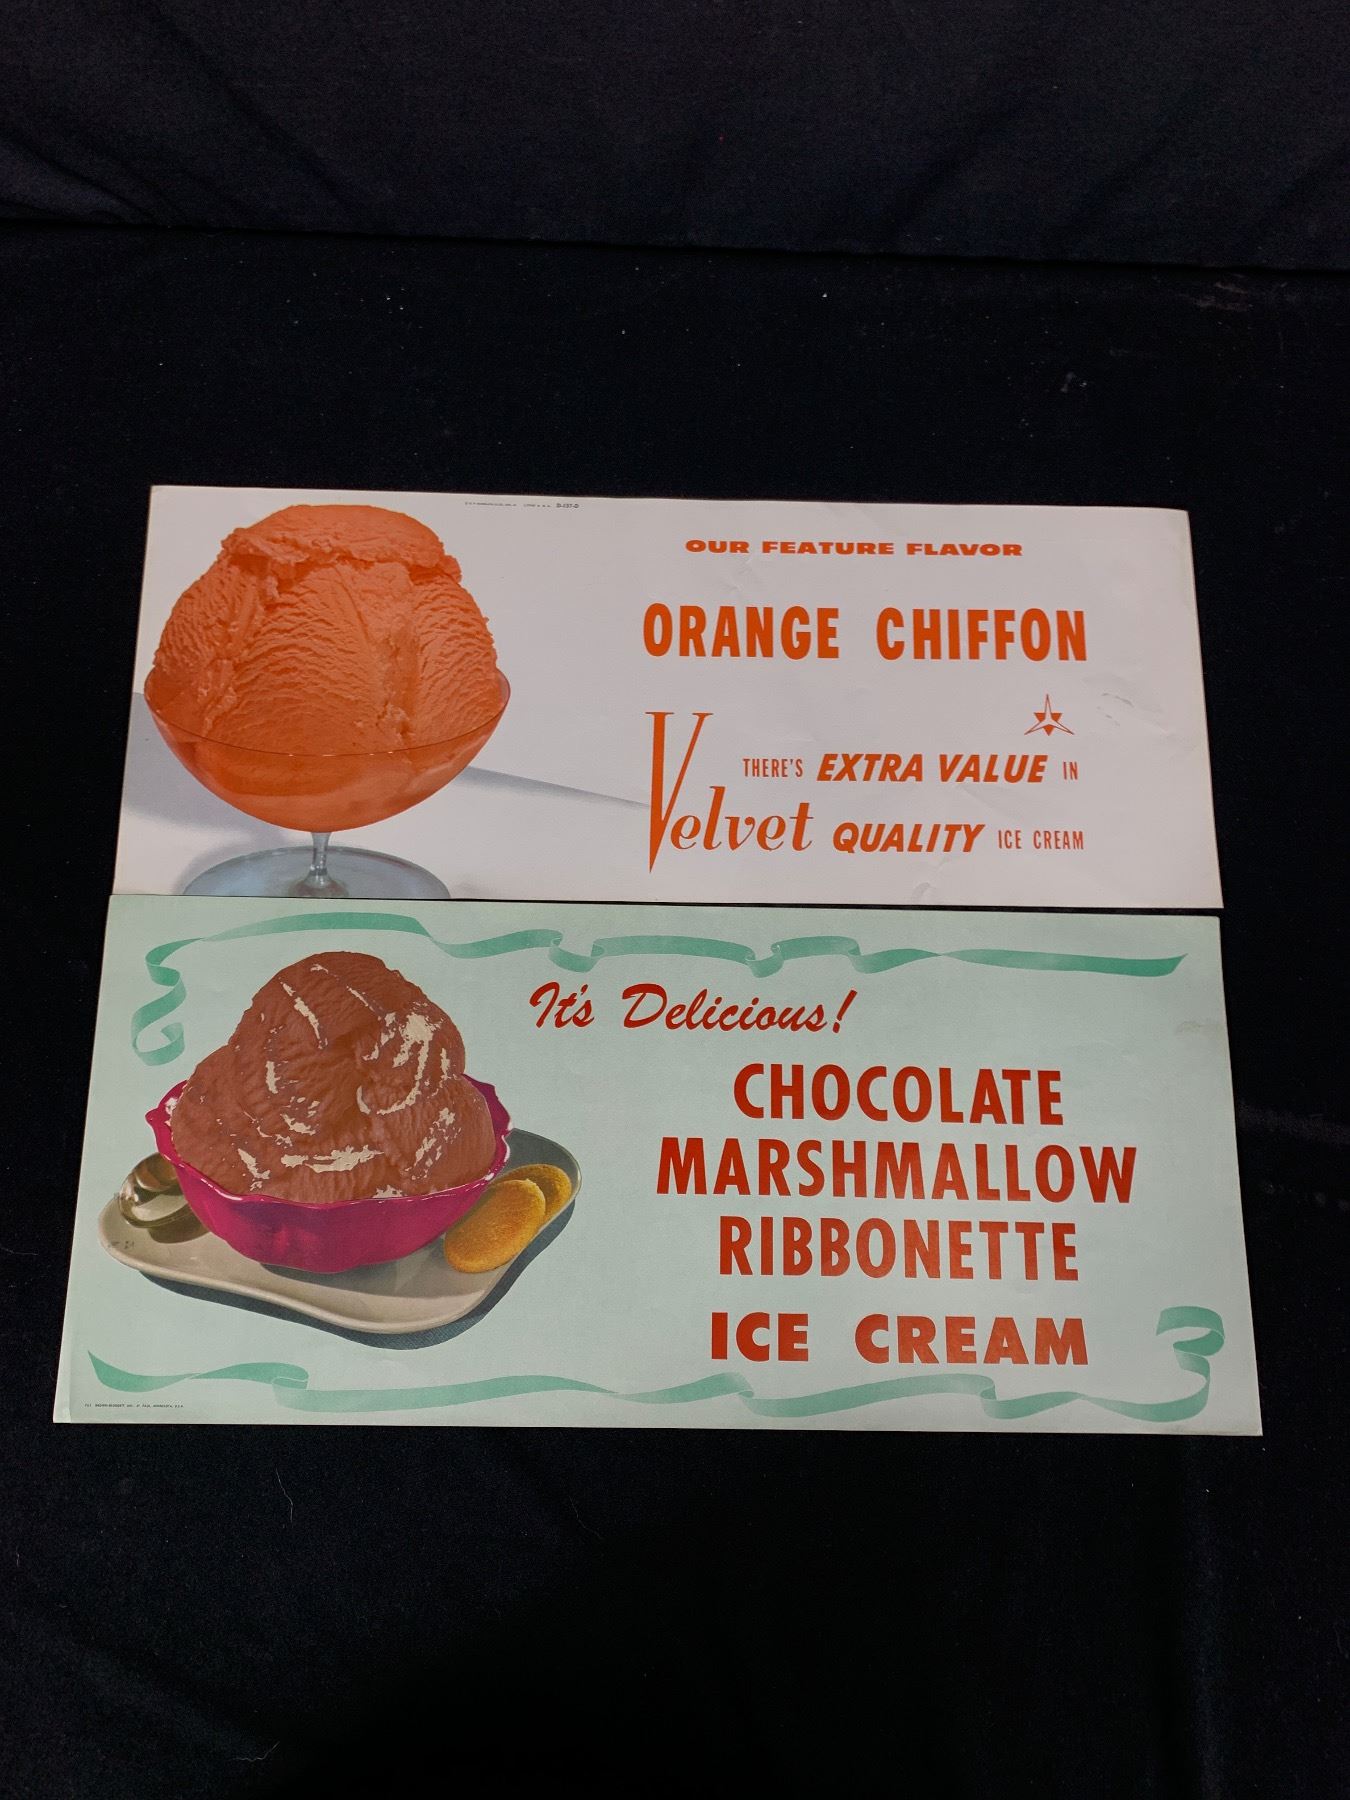 D-137-D
OUR FEATURE FLAVOR
ORANGE CHIFFON
THERE'S EXTRA VALUE IN
Velvet QUALITY ICE CREAM
It's Delicious!
CHOCOLATE
MARSHMALLOW
RIBBONETTE
ICE CREAM